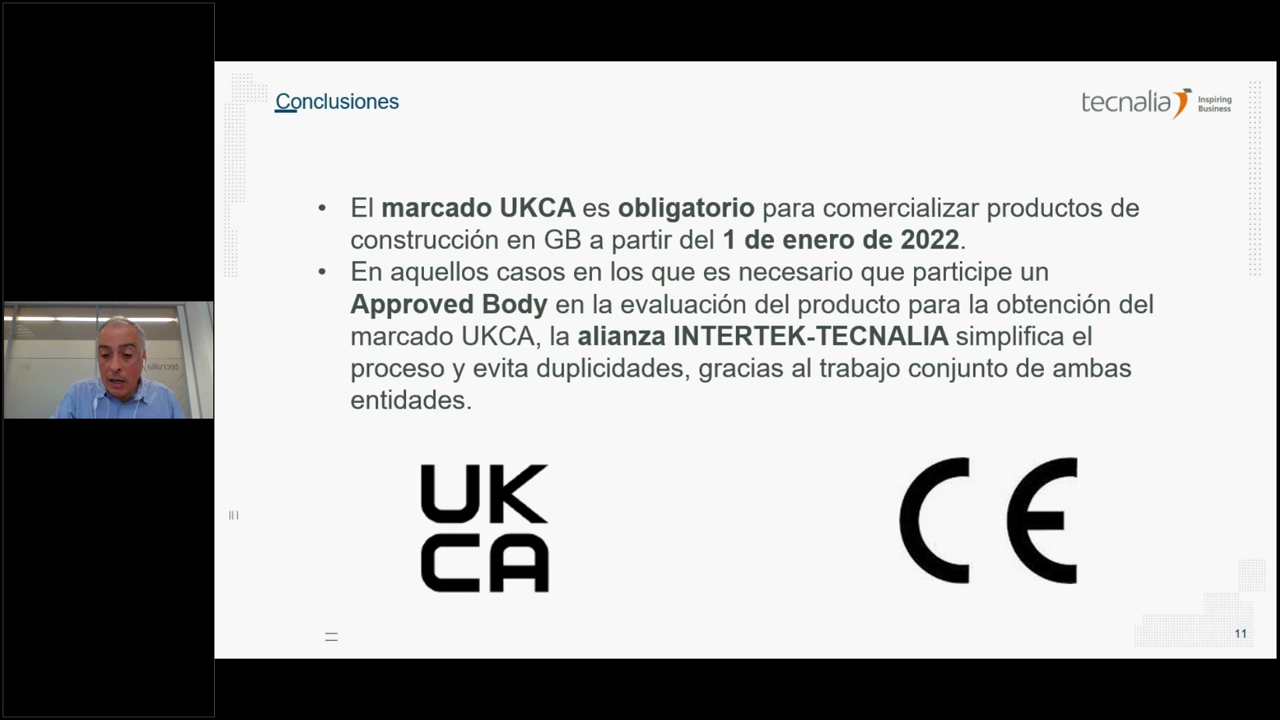 Conclusiones
tecnalia Inspiring
Business
• El marcado UKCA es obligatorio para comercializar productos de
construcción en GB a partir del 1 de enero de 2022.
• En aquellos casos en los que es necesario que participe un
Approved Body en la evaluación del producto para la obtención del
marcado UKCA, la alianza INTERTEK-TECNALIA simplifica el
proceso y evita duplicidades, gracias al trabajo conjunto de ambas
entidades.
tecnalia
UK
CA
CE
11